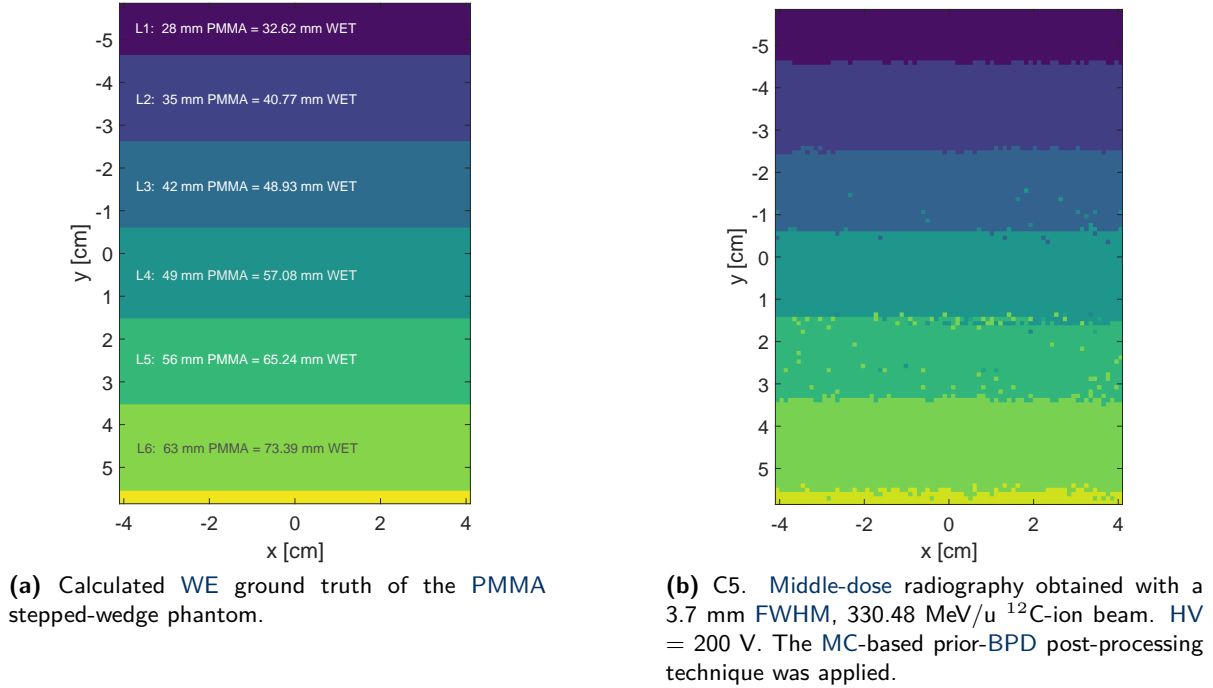 L1: 28 mm PMMA = 32.62 mm WET
L2: 35 mm PMMA = 40.77 mm WET
L3: 42 mm PMMA = 48.93 mm WET
L4: 49 mm PMMA = 57.08 mm WET
L5: 56 mm PMMA = 65.24 mm WET
L6: 63 mm PMMA = 73.39 mm WET
-5
-4
-3
-2
-1
0
1
2
3
4
5
y [cm]
-4 -2 0 2 4
x [cm]
(a) Calculated WE ground truth of the PMMA
stepped-wedge phantom.
-5
-4
-3
-2
-1
0
1
2
3
4
5
y [cm]
-4 -2 0 2 4
x [cm]
(b) C5. Middle-dose radiography obtained with a
3.7 mm FWHM, 330.48 MeV/u ¹²C-ion beam. HV
= 200 V. The MC-based prior-BPD post-processing
technique was applied.